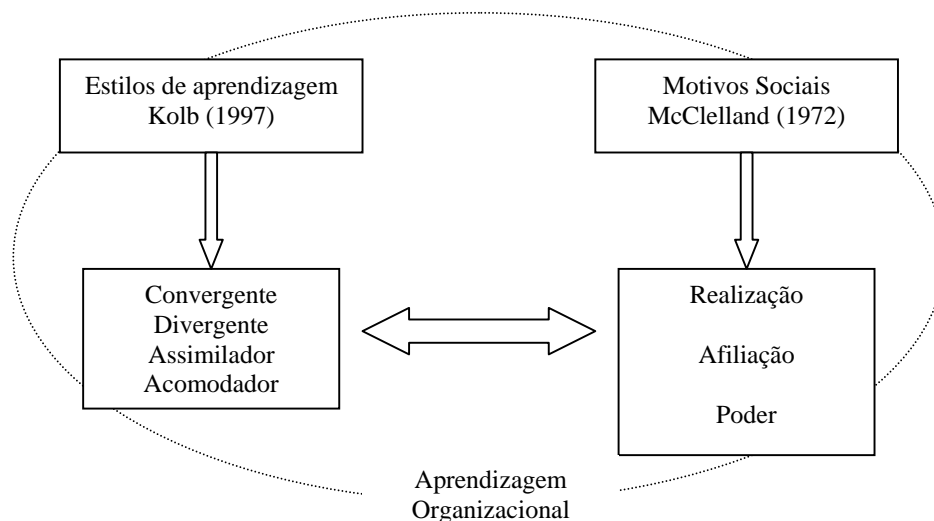 Estilos de aprendizagem
Kolb (1997)
Motivos Sociais
McClelland (1972)
Convergente
Divergente
Assimilador
Acomodador
Realização
Afiliação
Poder
Aprendizagem
Organizacional